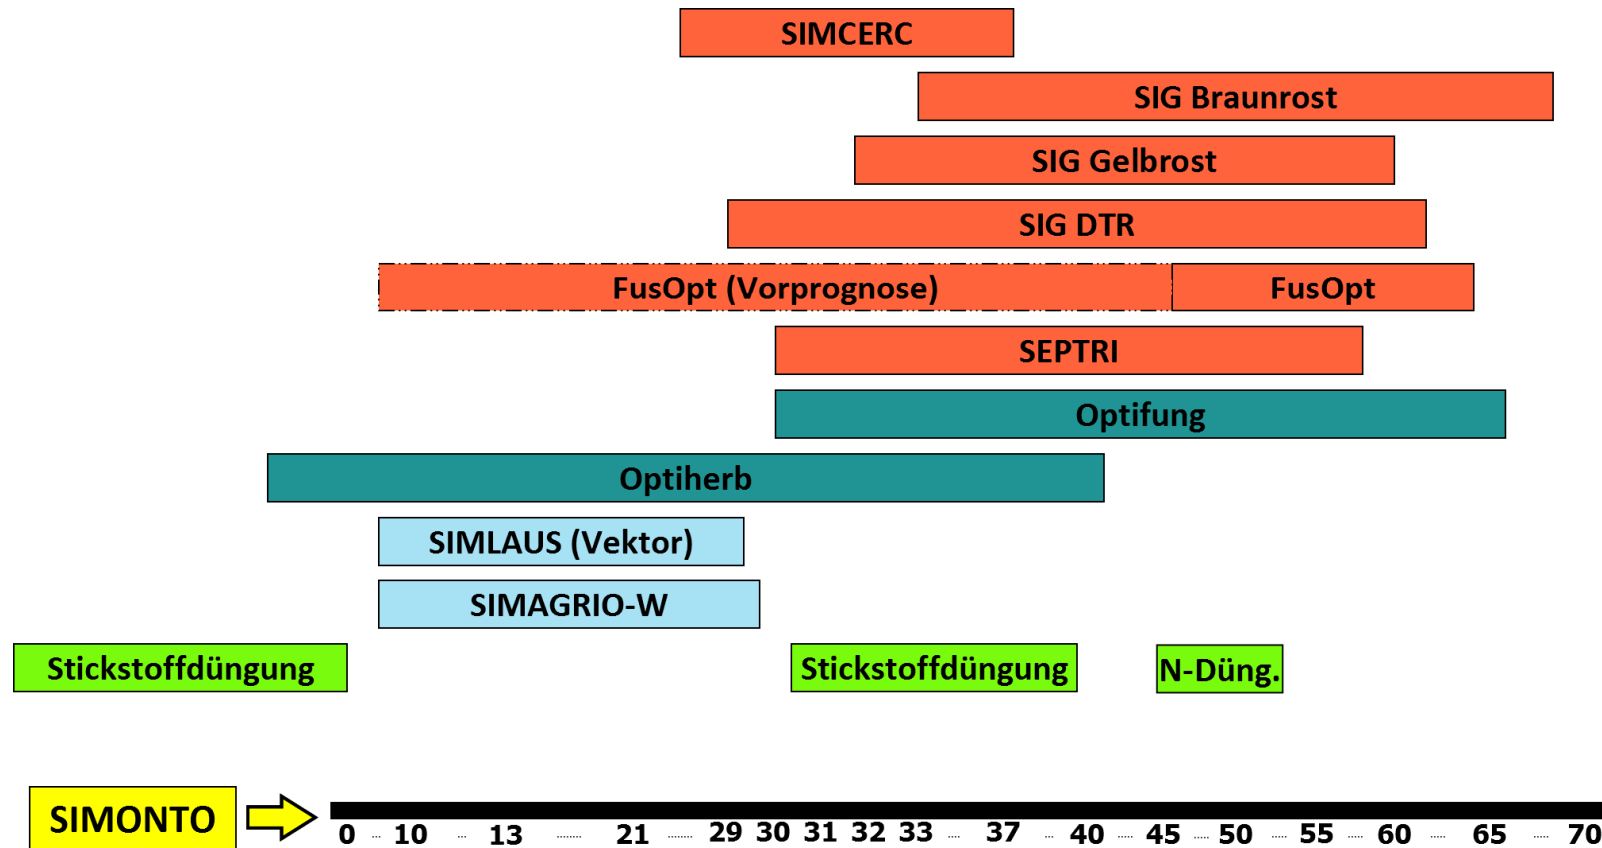 SIMCERC
SIG Braunrost
SIG Gelbrost
SIG DTR
FusOpt (Vorprognose) FusOpt
SEPTRI
Optifung
Optiherb
SIMLAUS (Vektor)
SIMAGRIO-W
Stickstoffdüngung Stickstoffdüngung N-Düng.
SIMONTO
0 ... 10 ... 13 ........ 21 ........ 29 30 31 32 33 ... 37 ... 40 .... 45 .... 50 .... 55 .... 60 .... 65 .... 70